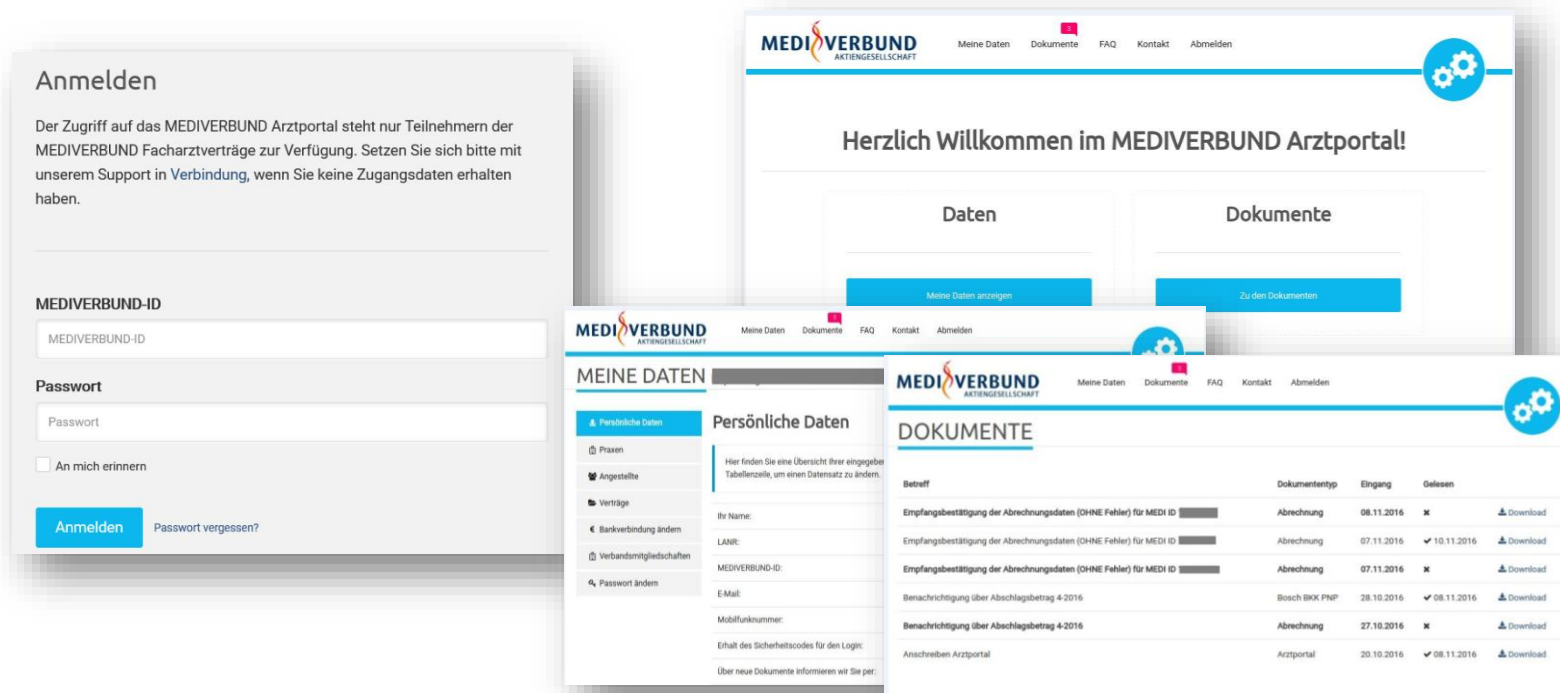 Anmelden
Der Zugriff auf das MEDIVERBUND Arztportal steht nur Teilnehmern der
MEDIVERBUND Facharztverträge zur Verfügung. Setzen Sie sich bitte mit
unserem Support in Verbindung, wenn Sie keine Zugangsdaten erhalten
haben.
MEDIVERBUND-ID
MEDIVERBUND-ID
Passwort
Passwort
An mich erinnern
Anmelden Passwort vergessen?
MEDIVERBUND
AKTIENGESELLSCHAFT
Meine Daten Dokumente 3 FAQ Kontakt Abmelden
Herzlich Willkommen im MEDIVERBUND Arztportal!
Daten Dokumente
Meine Daten anzeigen Zu den Dokumenten
MEDIVERBUND
AKTIENGESELLSCHAFT
Meine Daten Dokumente FAQ Kontakt Abmelden
MEINE DATEN
Persönliche Daten
Praxen
Angestellte
Verträge
Bankverbindung ändern
Verbandsmitgliedschaften
Passwort ändern
Persönliche Daten
Hier finden Sie eine Übersicht Ihrer eingegeben
Tabellenzeile, um einen Datensatz zu ändern.
Ihr Name:
LANR:
MEDIVERBUND-ID:
E-Mail:
Mobilfunknummer:
Erhalt des Sicherheitscodes für den Login:
Über neue Dokumente informieren wir Sie per:
MEDIVERBUND
AKTIENGESELLSCHAFT
Meine Daten Dokumente FAQ Kontakt Abmelden
DOKUMENTE
Betreff Dokumententyp Eingang Gelesen
Empfangsbestätigung der Abrechnungsdaten (OHNE Fehler) für MEDI ID Abrechnung 08.11.2016 ✖ Download
Empfangsbestätigung der Abrechnungsdaten (OHNE Fehler) für MEDI ID Abrechnung 07.11.2016 ✔ 10.11.2016 Download
Empfangsbestätigung der Abrechnungsdaten (OHNE Fehler) für MEDI ID Abrechnung 07.11.2016 ✖ Download
Benachrichtigung über Abschlagsbetrag 4-2016 Bosch BKK PNP 28.10.2016 ✔ 08.11.2016 Download
Benachrichtigung über Abschlagsbetrag 4-2016 Abrechnung 27.10.2016 ✖ Download
Anschreiben Arztportal Arztportal 20.10.2016 ✔ 08.11.2016 Download